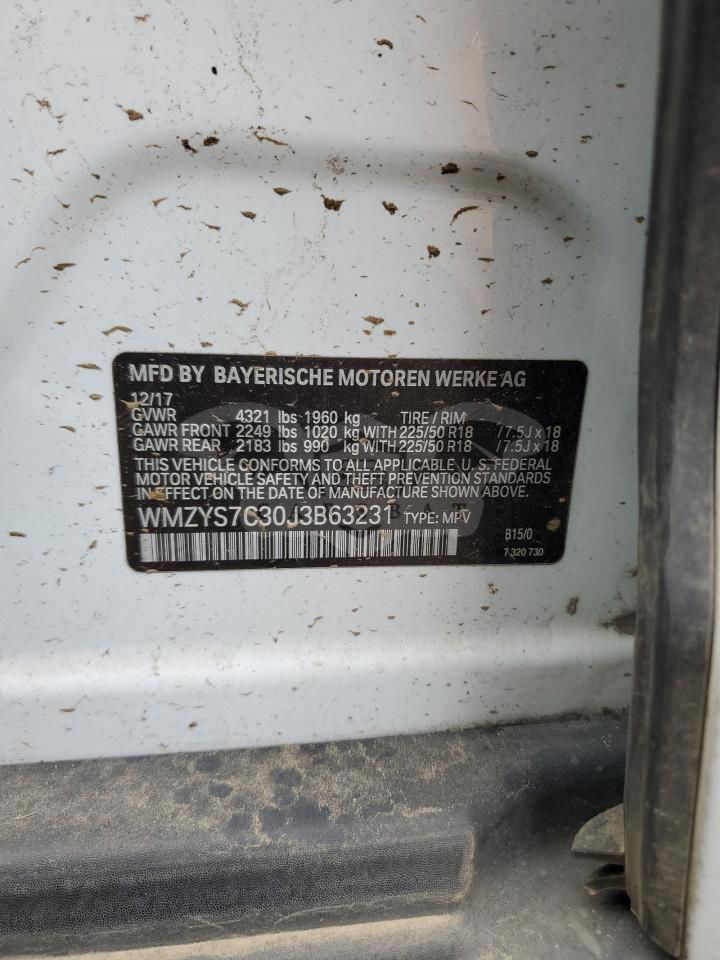 MFD BY BAYERISCHE MOTOREN WERKE AG
12/17
GVWR 4321 lbs 1960 kg TIRE / RIM
GAWR FRONT 2249 lbs 1020 kg WITH 225/50 R18 / 7.5J x 18
GAWR REAR 2183 lbs 990 kg WITH 225/50 R18 / 7.5J x 18
THIS VEHICLE CONFORMS TO ALL APPLICABLE U. S. FEDERAL
MOTOR VEHICLE SAFETY AND THEFT PREVENTION STANDARDS
IN EFFECT ON THE DATE OF MANUFACTURE SHOWN ABOVE.
WMZYS7C30J3B63231 TYPE: MPV
B15/0
7 320 730